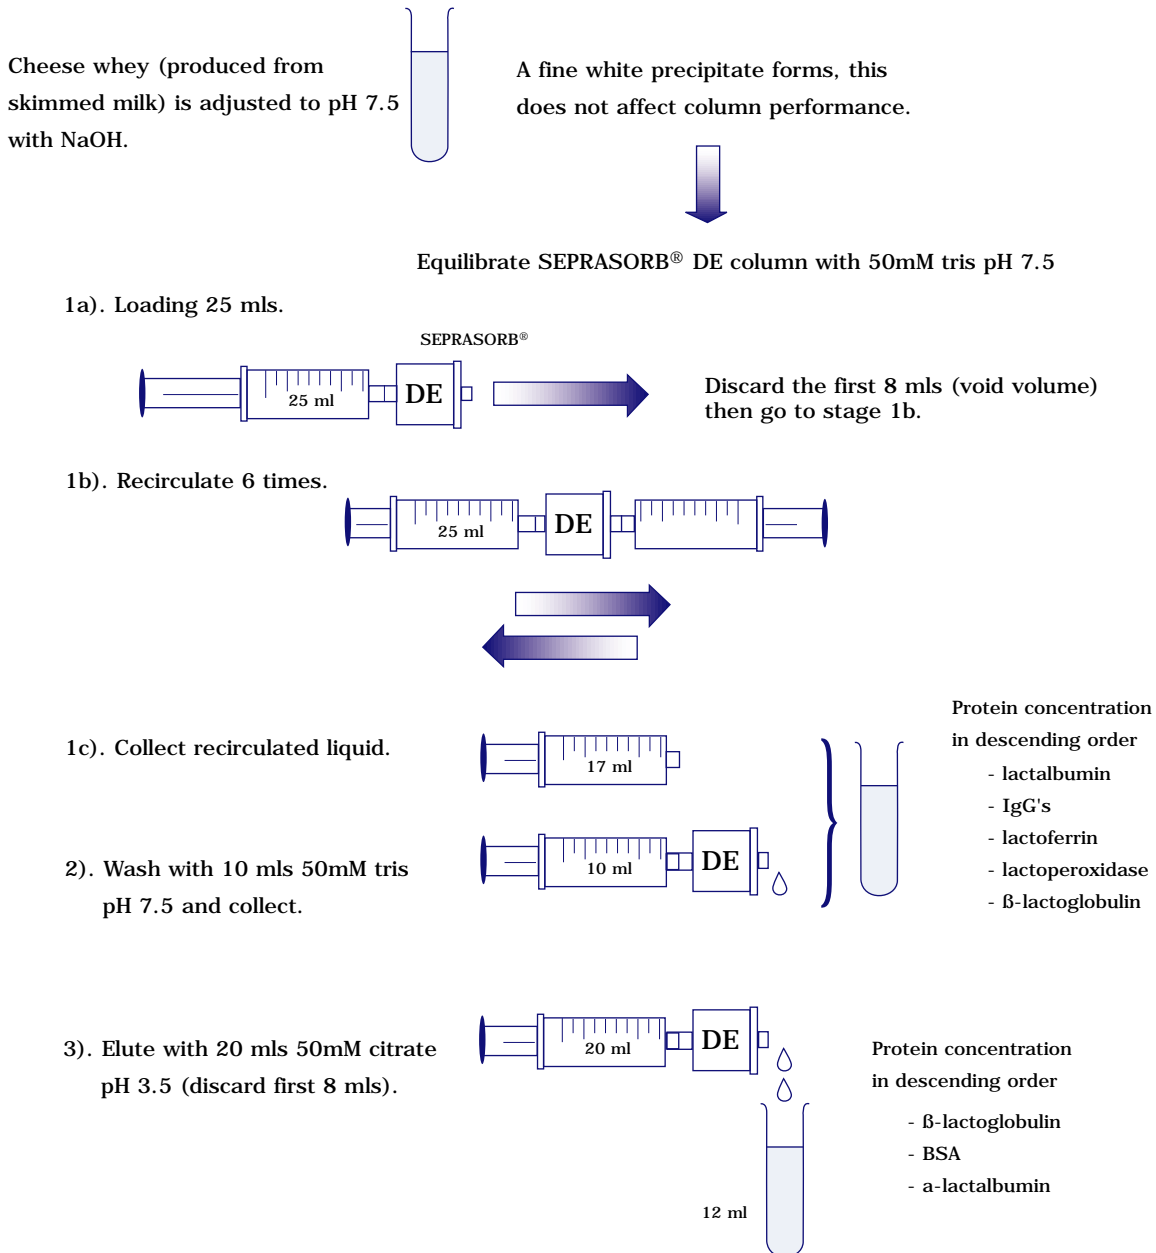 Cheese whey (produced from
skimmed milk) is adjusted to pH 7.5
with NaOH.
A fine white precipitate forms, this
does not affect column performance.
Equilibrate SEPRASORB® DE column with 50mM tris pH 7.5
1a). Loading 25 mls.
SEPRASORB®
25 ml
DE
Discard the first 8 mls (void volume)
then go to stage 1b.
1b). Recirculate 6 times.
25 ml
DE
1c). Collect recirculated liquid.
17 ml
Protein concentration
in descending order
- lactalbumin
- IgG's
- lactoferrin
- lactoperoxidase
- ß-lactoglobulin
2). Wash with 10 mls 50mM tris
pH 7.5 and collect.
10 ml
DE
3). Elute with 20 mls 50mM citrate
pH 3.5 (discard first 8 mls).
20 ml
DE
Protein concentration
in descending order
- ß-lactoglobulin
- BSA
- a-lactalbumin
12 ml